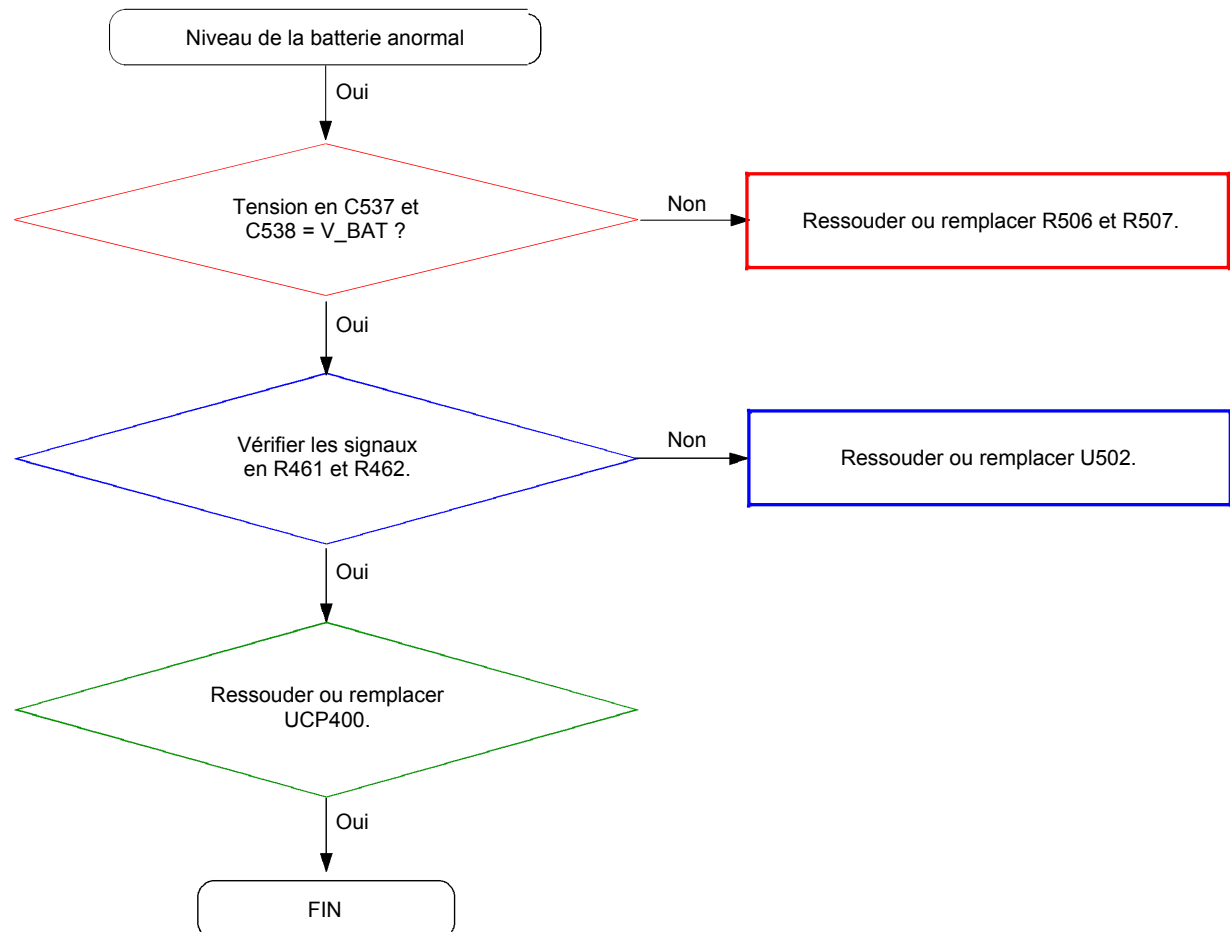 Niveau de la batterie anormal
Oui
Tension en C537 et
C538 = V_BAT ?
Non
Ressouder ou remplacer R506 et R507.
Oui
Vérifier les signaux
en R461 et R462.
Non
Ressouder ou remplacer U502.
Oui
Ressouder ou remplacer
UCP400.
Oui
FIN